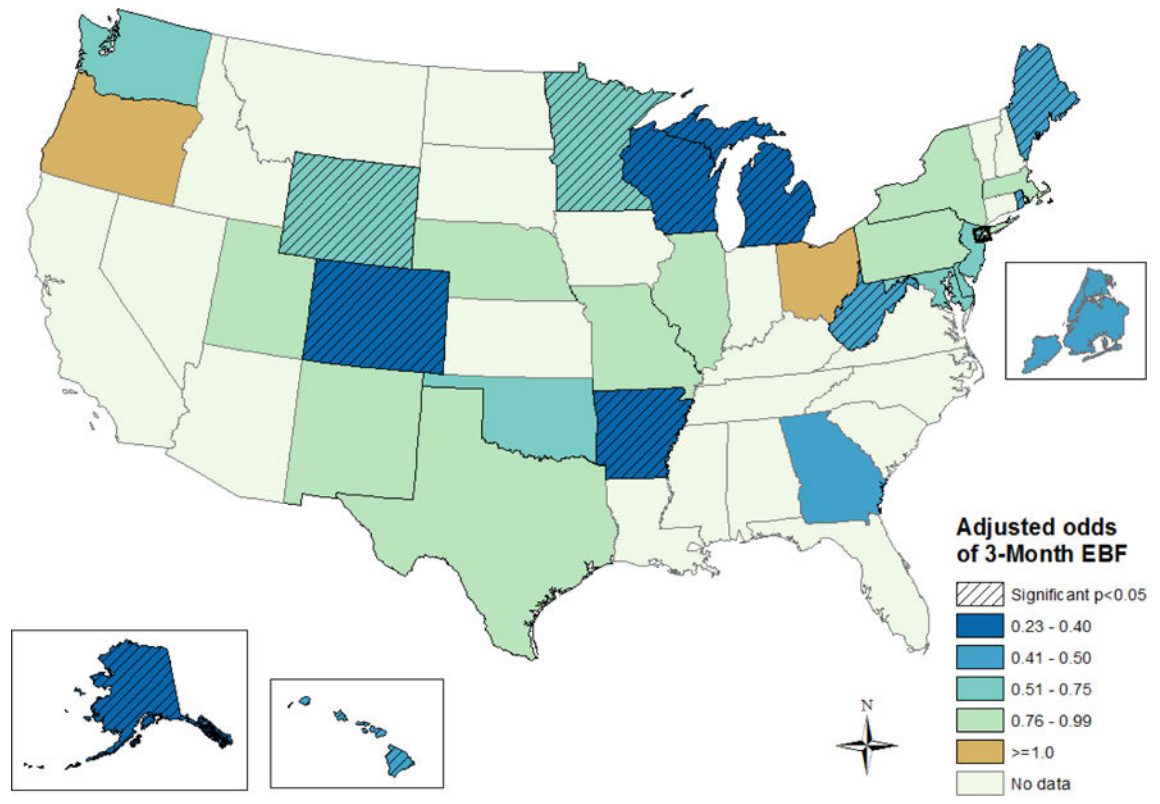 Adjusted odds
of 3-Month EBF
Significant p<0.05
0.23 - 0.40
0.41 - 0.50
0.51 - 0.75
0.76 - 0.99
>=1.0
No data
N